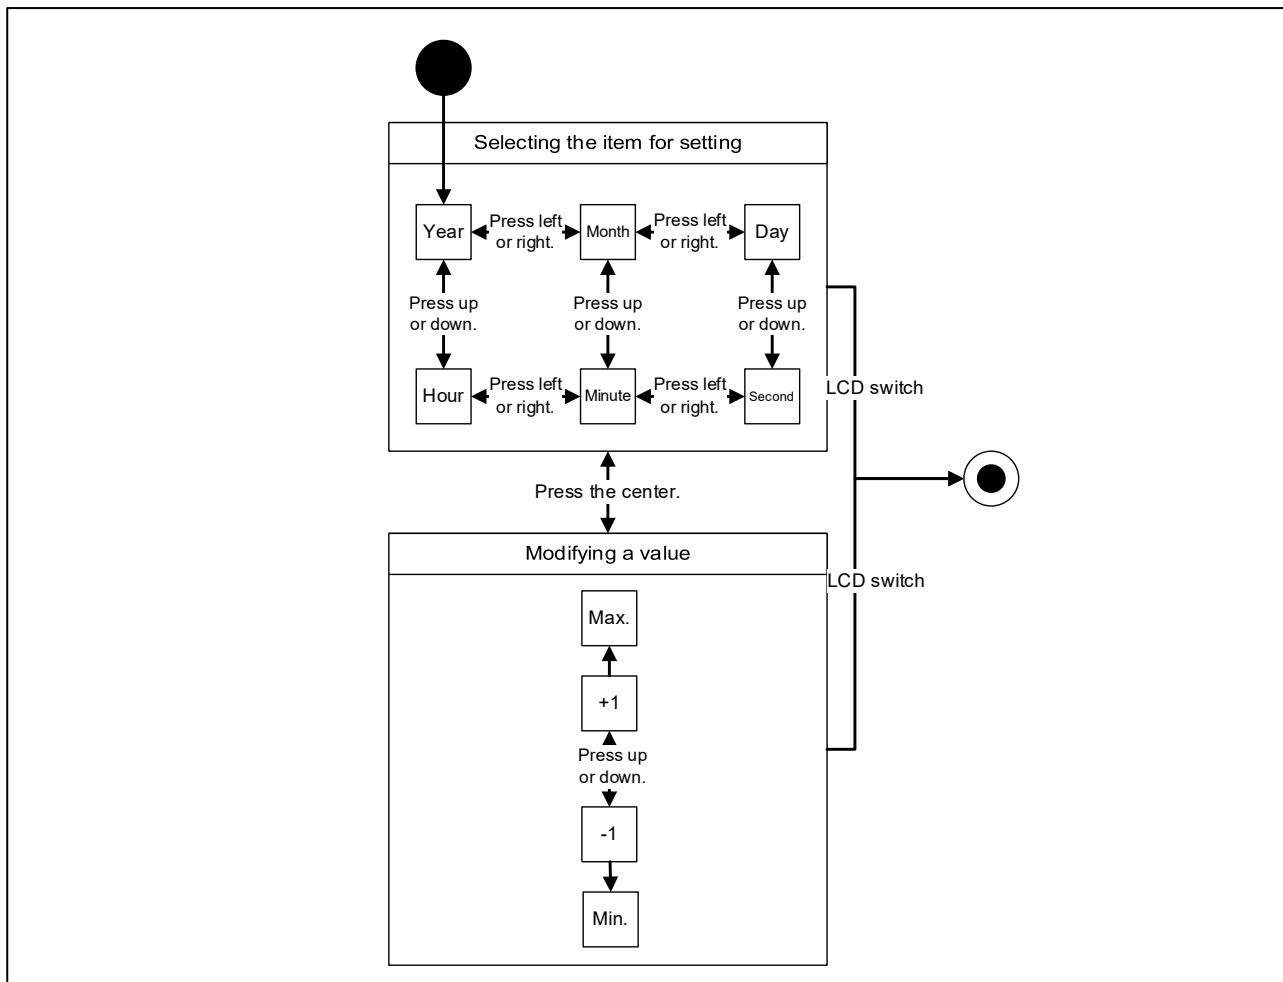 Selecting the item for setting
Year
Press left
or right.
Month
Press left
or right.
Day
Press up
or down.
Press up
or down.
Press up
or down.
Hour
Press left
or right.
Minute
Press left
or right.
Second
LCD switch
Press the center.
Modifying a value
LCD switch
Max.
+1
Press up
or down.
-1
Min.